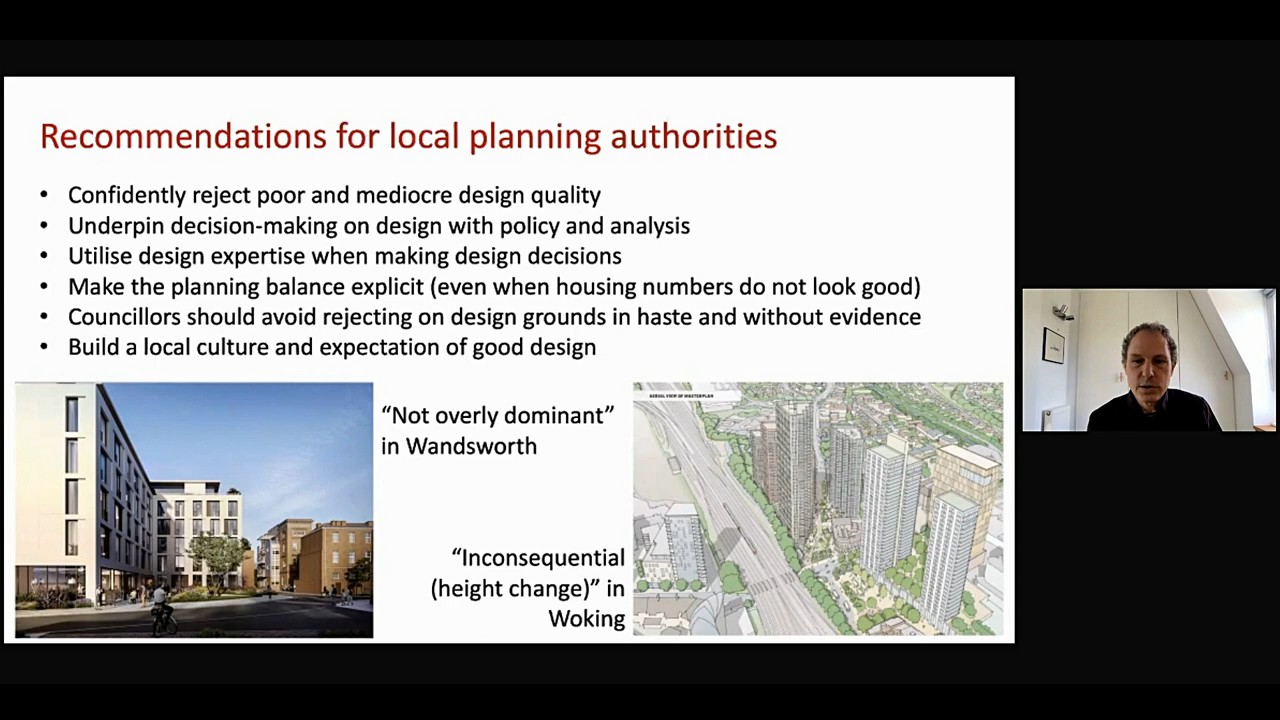 Recommendations for local planning authorities
• Confidently reject poor and mediocre design quality
• Underpin decision-making on design with policy and analysis
• Utilise design expertise when making design decisions
• Make the planning balance explicit (even when housing numbers do not look good)
• Councillors should avoid rejecting on design grounds in haste and without evidence
• Build a local culture and expectation of good design
“Not overly dominant”
in Wandsworth
AERIAL VIEW OF MASTERPLAN
“Inconsequential
(height change)” in
Woking